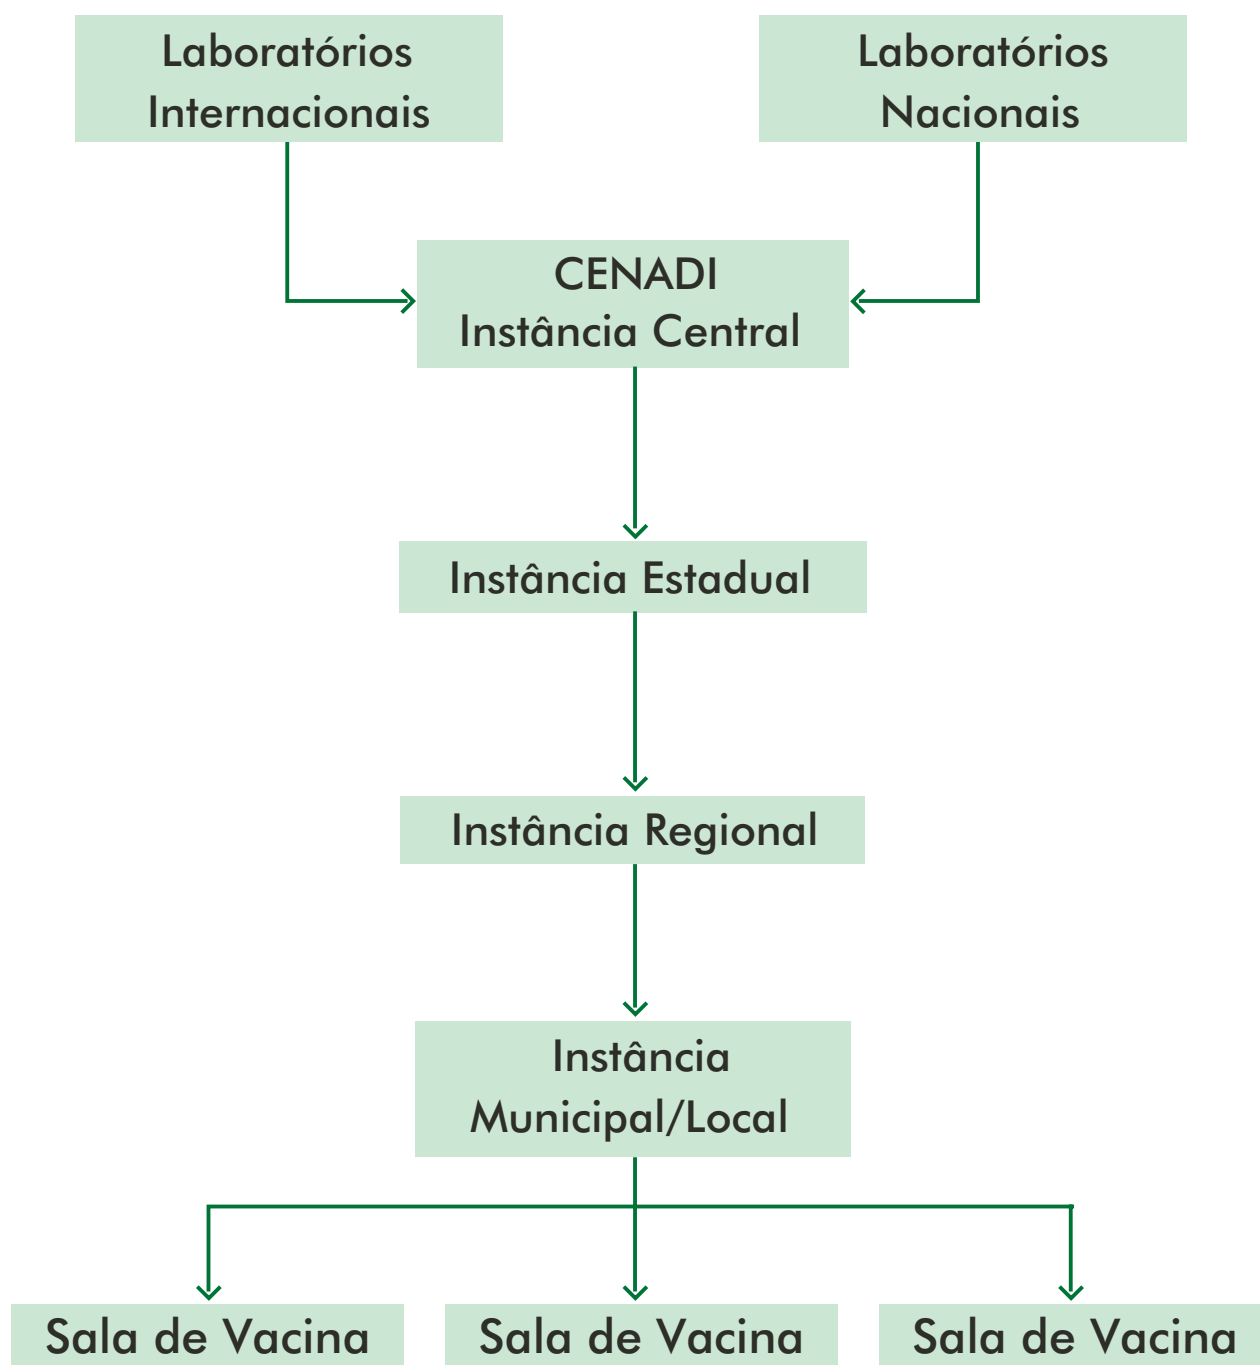 Laboratórios
Internacionais
Laboratórios
Nacionais
CENADI
Instância Central
Instância Estadual
Instância Regional
Instância
Municipal/Local
Sala de Vacina
Sala de Vacina
Sala de Vacina